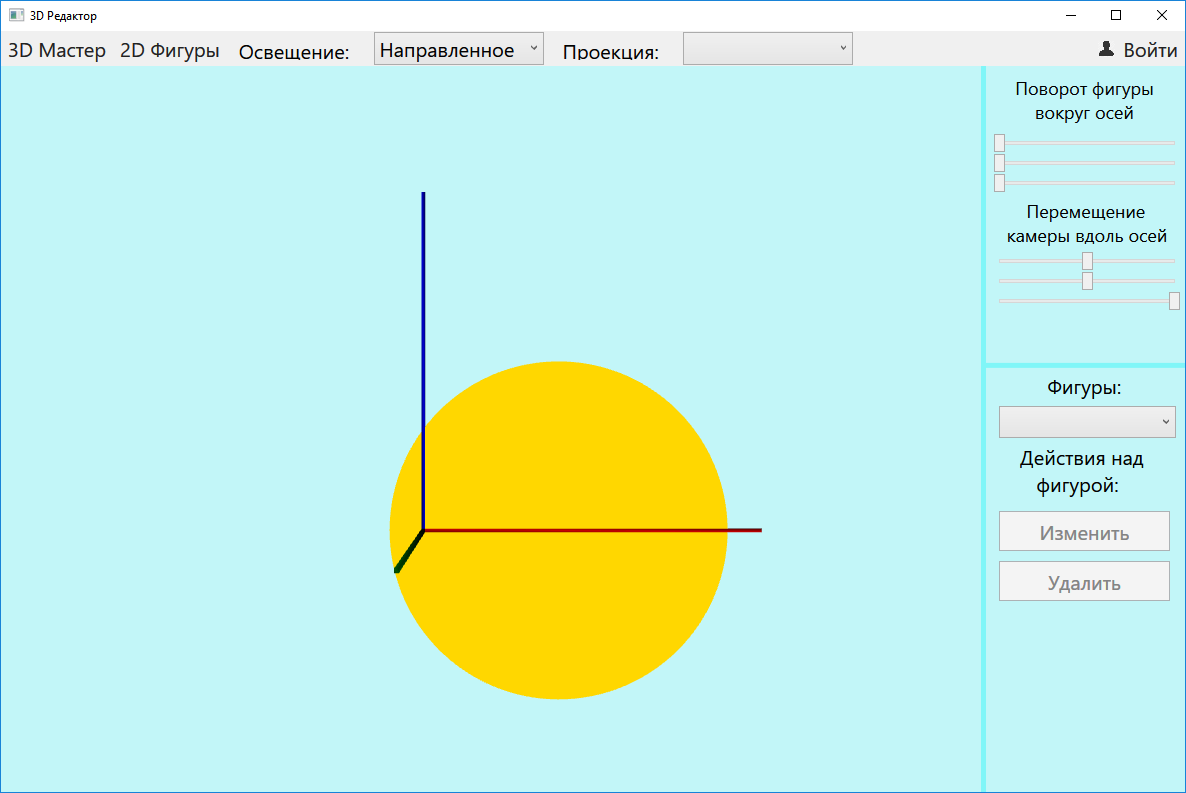 3D Редактор
3D Мастер 2D Фигуры Освещение: Направленное Проекция: Войти
Поворот фигуры
вокруг осей
Перемещение
камеры вдоль осей
Фигуры:
Действия над
фигурой:
Изменить
Удалить